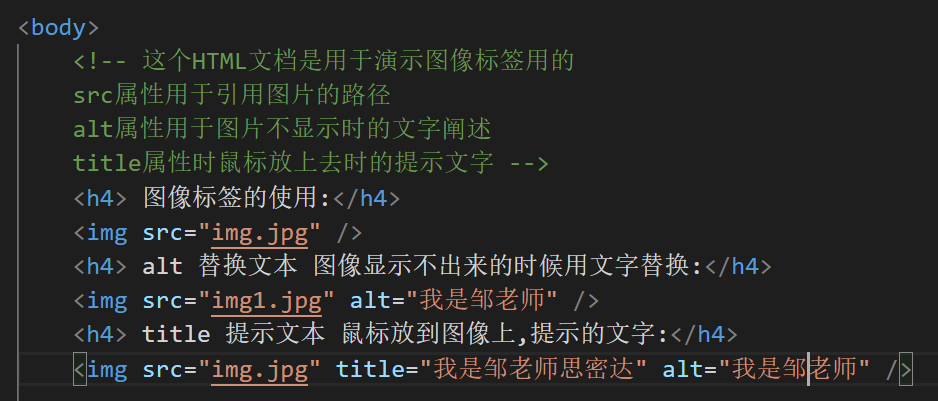 <body>
<!-- 这个HTML文档是用于演示图像标签用的
src属性用于引用图片的路径
alt属性用于图片不显示时的文字阐述
title属性时鼠标放上去时的提示文字 -->
<h4> 图像标签的使用:</h4>
<img src="img.jpg" />
<h4> alt 替换文本 图像显示不出来的时候用文字替换:</h4>
<img src="img1.jpg" alt="我是邹老师" />
<h4> title 提示文本 鼠标放到图像上,提示的文字:</h4>
<img src="img.jpg" title="我是邹老师思密达" alt="我是邹老师" />